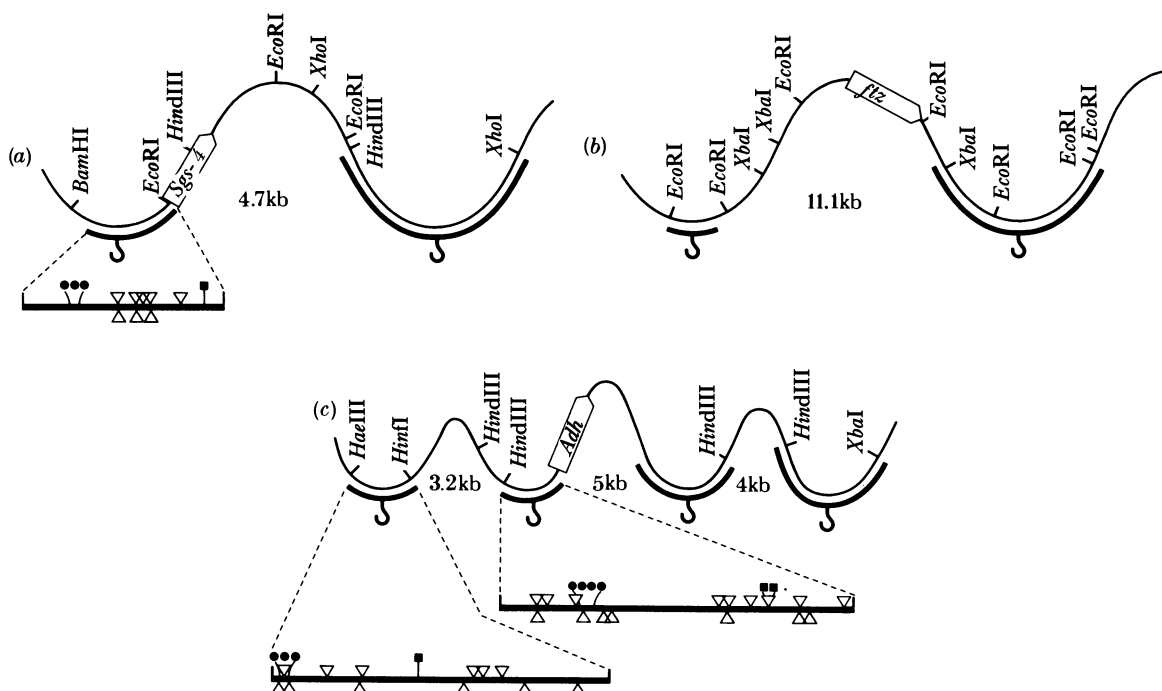 (a)
BamHI
EcoRI
HindIII
Sgs-4
4.7kb
EcoRI
XhoI
EcoRI
HindIII
XhoI
(b)
EcoRI
EcoRI
XbaI
XbaI
EcoRI
ftz
11.1kb
EcoRI
XbaI
EcoRI
EcoRI
EcoRI
(c)
HaeIII
HinfI
3.2kb
HindIII
HindIII
Adh
5kb
HindIII
4kb
HindIII
XbaI